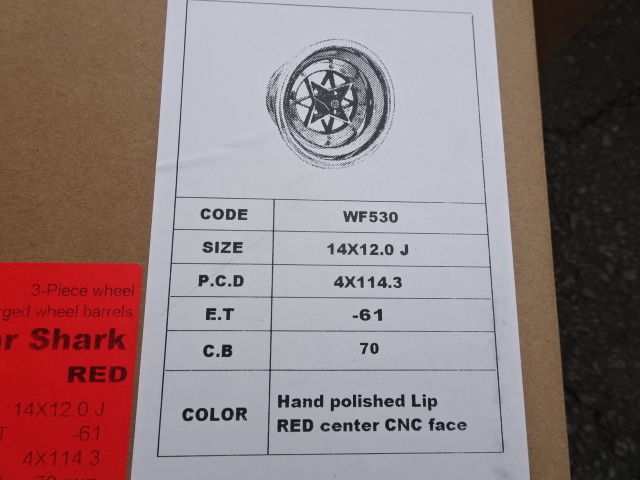 CODE WF530
SIZE 14X12.0 J
P.C.D 4X114.3
E.T -61
C.B 70
COLOR Hand polished Lip
RED center CNC face
3-Piece wheel
wheel barrels
Shark
RED
14X12.0 J
-61
4X114.3